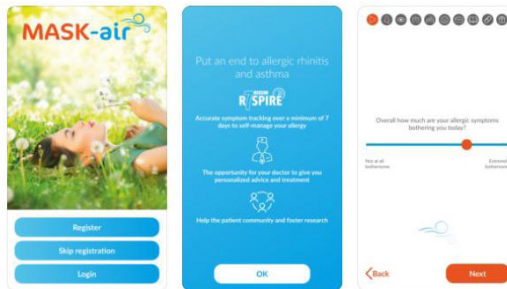 MASK-air
Register
Skip registration
Login
Put an end to allergic rhinitis
and asthma
Accurate symptom tracking over a minimum of 7
days to self-manage your allergy
The opportunity for your doctor to give you
personalized advice and treatment
Help the patient community and foster research
OK
Overall how much are your allergic symptoms
bothering you today?
Not at all
bothersome
Back
Next